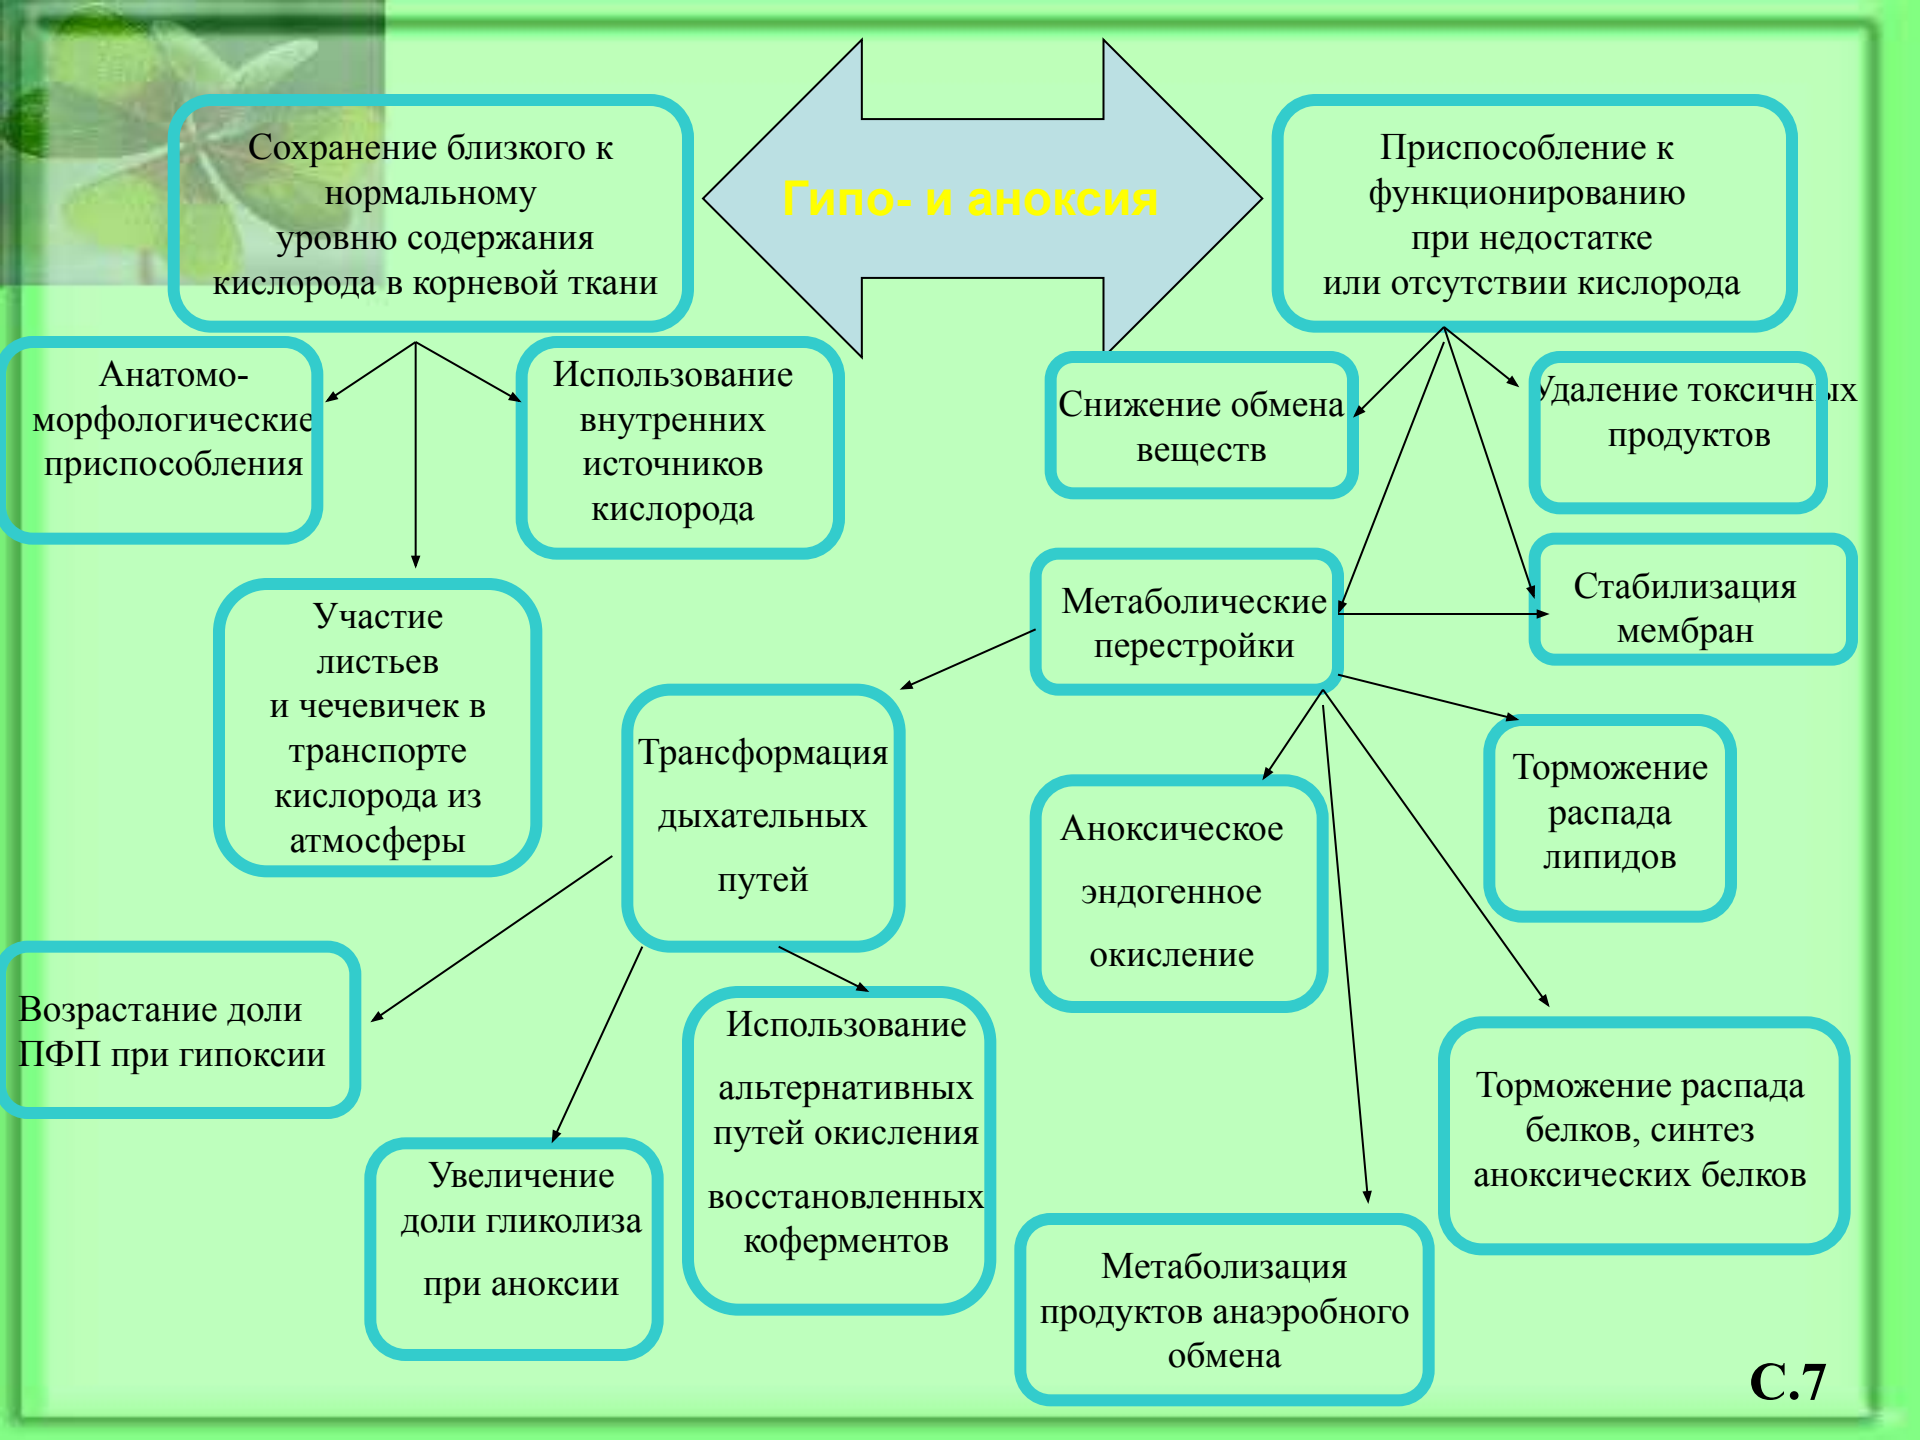 Гипо- и аноксия
Сохранение близкого к
нормальному
уровню содержания
кислорода в корневой ткани
Приспособление к
функционированию
при недостатке
или отсутствии кислорода
Анатомо-
морфологические
приспособления
Использование
внутренних
источников
кислорода
Снижение обмена
веществ
Удаление токсичных
продуктов
Участие
листьев
и чечевичек в
транспорте
кислорода из
атмосферы
Метаболические
перестройки
Стабилизация
мембран
Трансформация
дыхательных
путей
Аноксическое
эндогенное
окисление
Торможение
распада
липидов
Возрастание доли
ПФП при гипоксии
Увеличение
доли гликолиза
при аноксии
Использование
альтернативных
путей окисления
восстановленных
коферментов
Метаболизация
продуктов анаэробного
обмена
Торможение распада
белков, синтез
аноксических белков
С.7